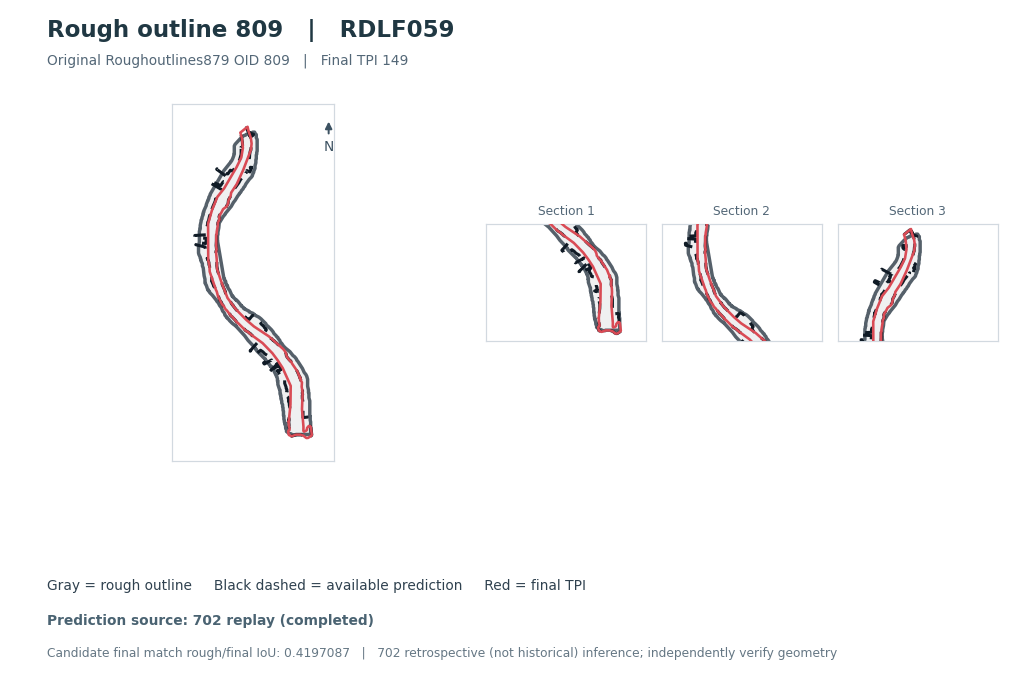 Rough outline 809   |   RDLF059
Original Roughoutlines879 OID 809   |   Final TPI 149
N
Section 1
Section 2
Section 3
Gray = rough outline     Black dashed = available prediction     Red = final TPI
Prediction source: 702 replay (completed)
Candidate final match rough/final IoU: 0.4197087   |   702 retrospective (not historical) inference; independently verify geometry